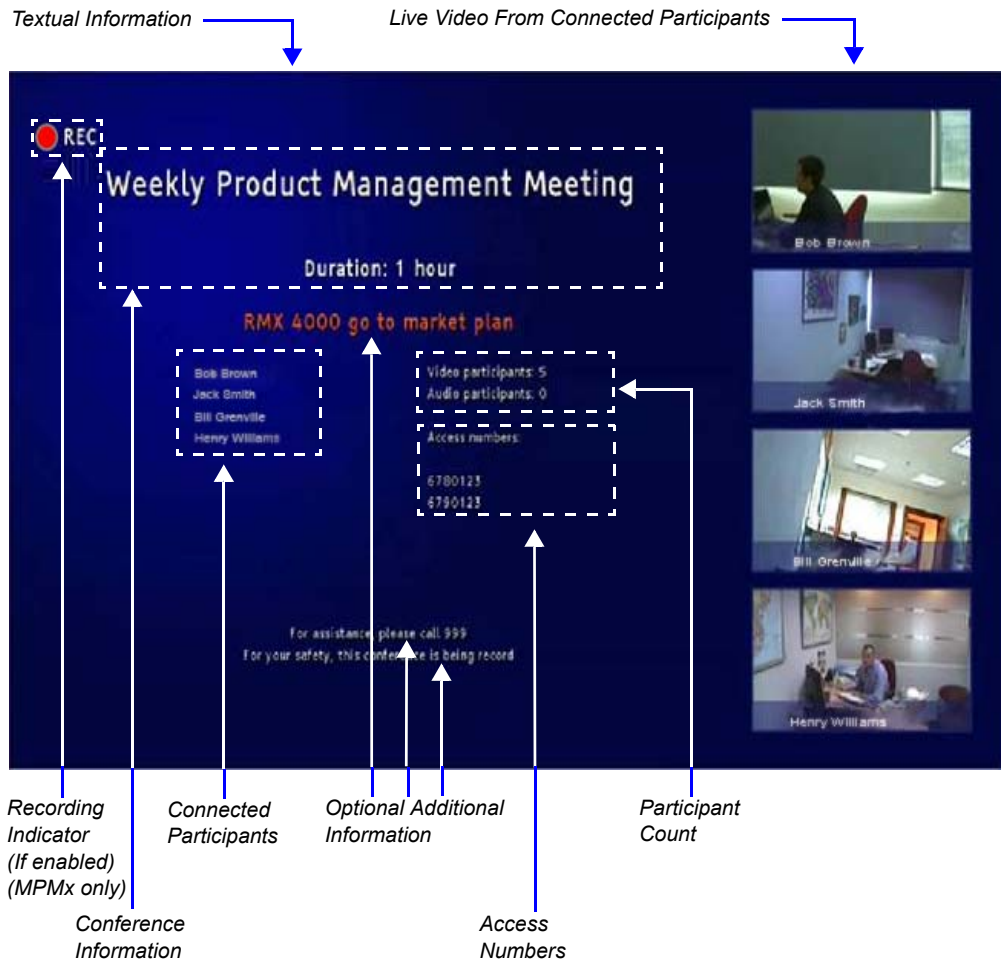 Textual Information
Live Video From Connected Participants
REC
Weekly Product Management Meeting
Duration: 1 hour
RMX 4000 go to market plan
Bob Brown
Jack Smith
Bill Grenville
Henry Williams
Video participants: 5
Audio participants: 0
Access numbers:
6780123
6790123
For assistance, please call 999
For your safety, this conference is being record
Bob Brown
Jack Smith
Bill Grenville
Henry Williams
Recording
Indicator
(If enabled)
(MPMx only)
Connected
Participants
Optional Additional
Information
Participant
Count
Conference
Information
Access
Numbers